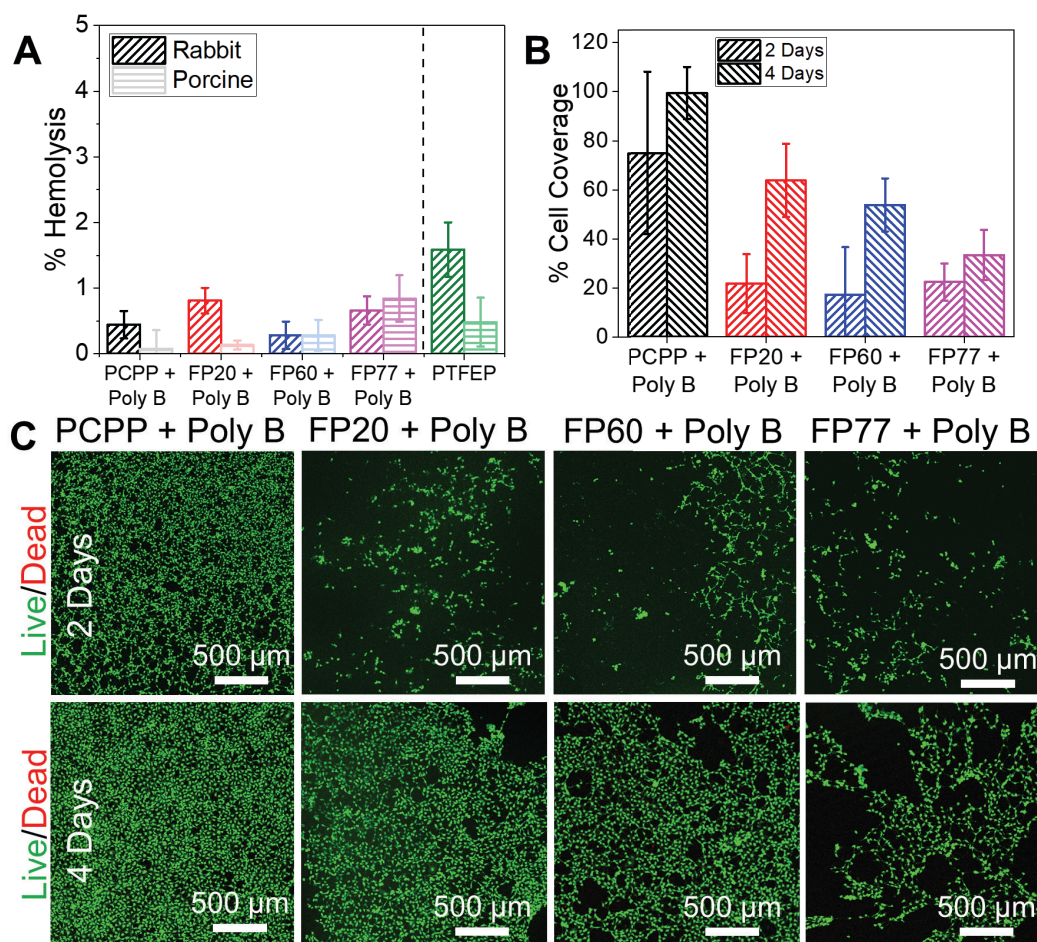 A
5
4
3
2
1
0
% Hemolysis
Rabbit
Porcine
PCPP +
Poly B
FP20 +
Poly B
FP60 +
Poly B
FP77 +
Poly B
PTFEP
B
120
100
80
60
40
20
0
% Cell Coverage
2 Days
4 Days
PCPP +
Poly B
FP20 +
Poly B
FP60 +
Poly B
FP77 +
Poly B
C
PCPP + Poly B
FP20 + Poly B
FP60 + Poly B
FP77 + Poly B
Live/Dead
2 Days
500 µm
500 µm
500 µm
500 µm
Live/Dead
4 Days
500 µm
500 µm
500 µm
500 µm